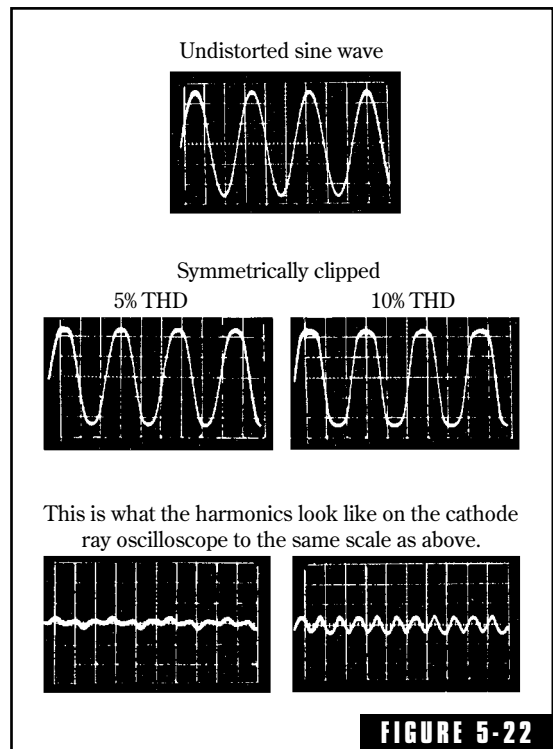 Undistorted sine wave
Symmetrically clipped
5% THD
10% THD
This is what the harmonics look like on the cathode
ray oscilloscope to the same scale as above.
FIGURE 5-22